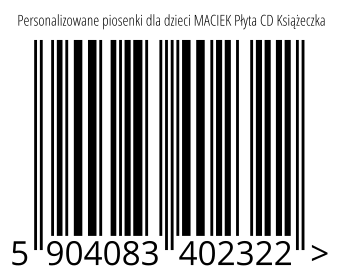 Personalizowane piosenki dla dzieci MACIEK Płyta CD Książeczka
5 904083 402322 >